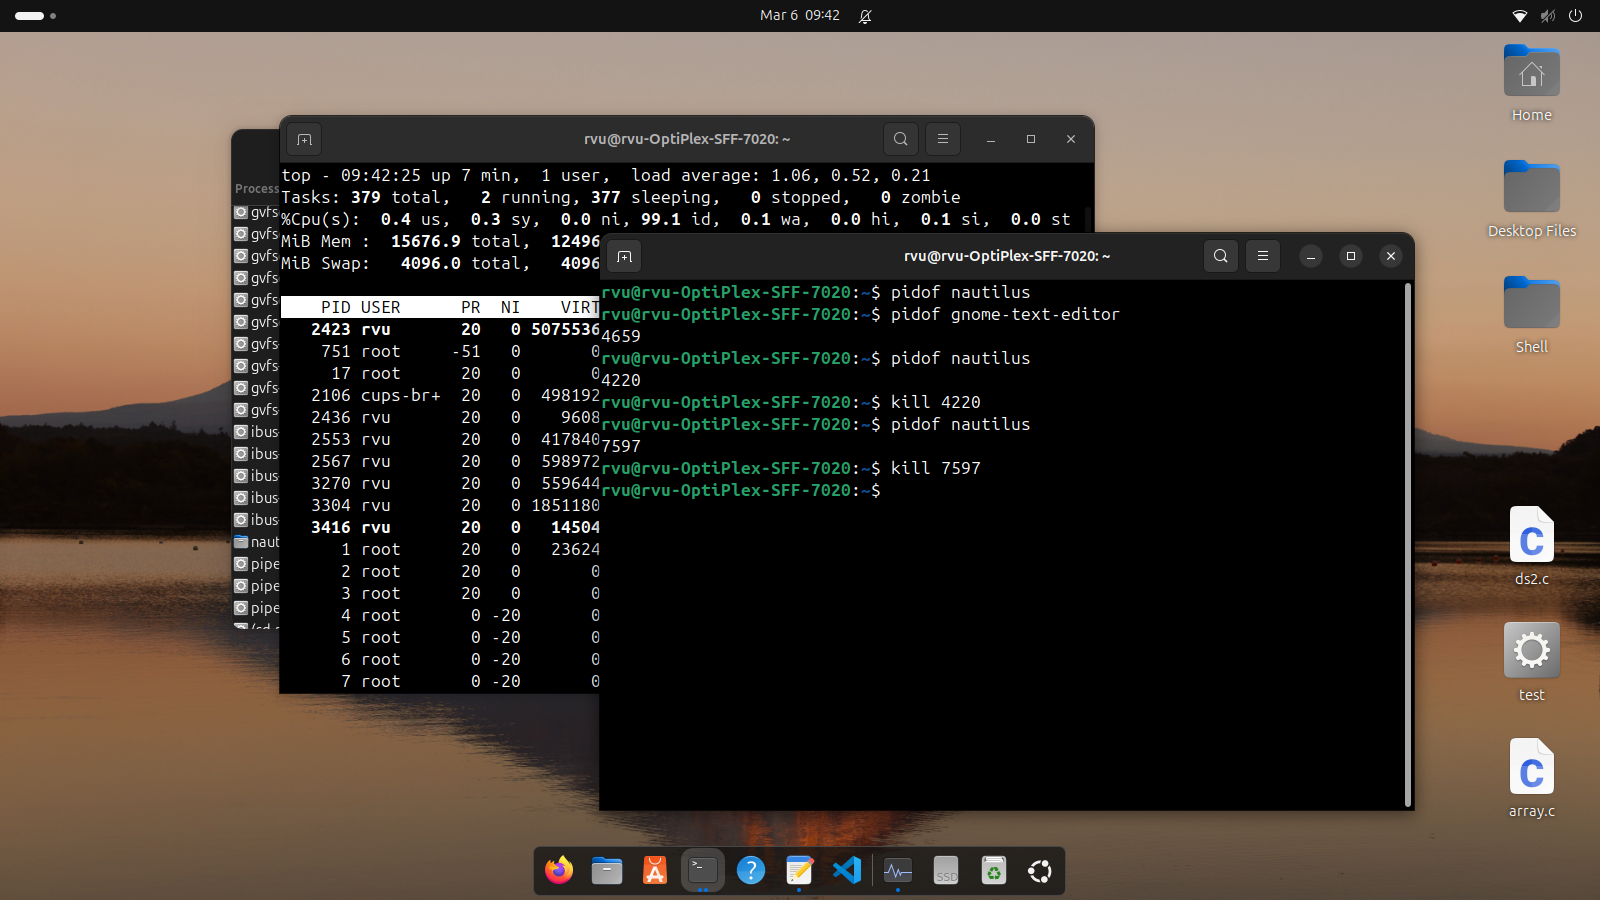 Mar 6 09:42
Home
Desktop Files
Shell
ds2.c
test
array.c
Process
gvfs
gvfs
gvfs
gvfs
gvfs
gvfs
gvfs
gvfs
gvfs
gvfs
ibus
ibus
ibus
ibus
ibus
naut
pipe
pipe
pipe
rvu@rvu-OptiPlex-SFF-7020: ~
top - 09:42:25 up 7 min, 1 user, load average: 1.06, 0.52, 0.21
Tasks: 379 total, 2 running, 377 sleeping, 0 stopped, 0 zombie
%Cpu(s): 0.4 us, 0.3 sy, 0.0 ni, 99.1 id, 0.1 wa, 0.0 hi, 0.1 si, 0.0 st
MiB Mem : 15676.9 total, 12496
MiB Swap: 4096.0 total, 4096
PID USER PR NI VIRT
2423 rvu 20 0 5075536
751 root -51 0 0
17 root 20 0 0
2106 cups-br+ 20 0 498192
2436 rvu 20 0 9608
2553 rvu 20 0 417840
2567 rvu 20 0 598972
3270 rvu 20 0 559644
3304 rvu 20 0 1851180
3416 rvu 20 0 14504
1 root 20 0 23624
2 root 20 0 0
3 root 20 0 0
4 root 0 -20 0
5 root 0 -20 0
6 root 0 -20 0
7 root 0 -20 0
rvu@rvu-OptiPlex-SFF-7020: ~
rvu@rvu-OptiPlex-SFF-7020:~$ pidof nautilus
rvu@rvu-OptiPlex-SFF-7020:~$ pidof gnome-text-editor
4659
rvu@rvu-OptiPlex-SFF-7020:~$ pidof nautilus
4220
rvu@rvu-OptiPlex-SFF-7020:~$ kill 4220
rvu@rvu-OptiPlex-SFF-7020:~$ pidof nautilus
7597
rvu@rvu-OptiPlex-SFF-7020:~$ kill 7597
rvu@rvu-OptiPlex-SFF-7020:~$
SSD